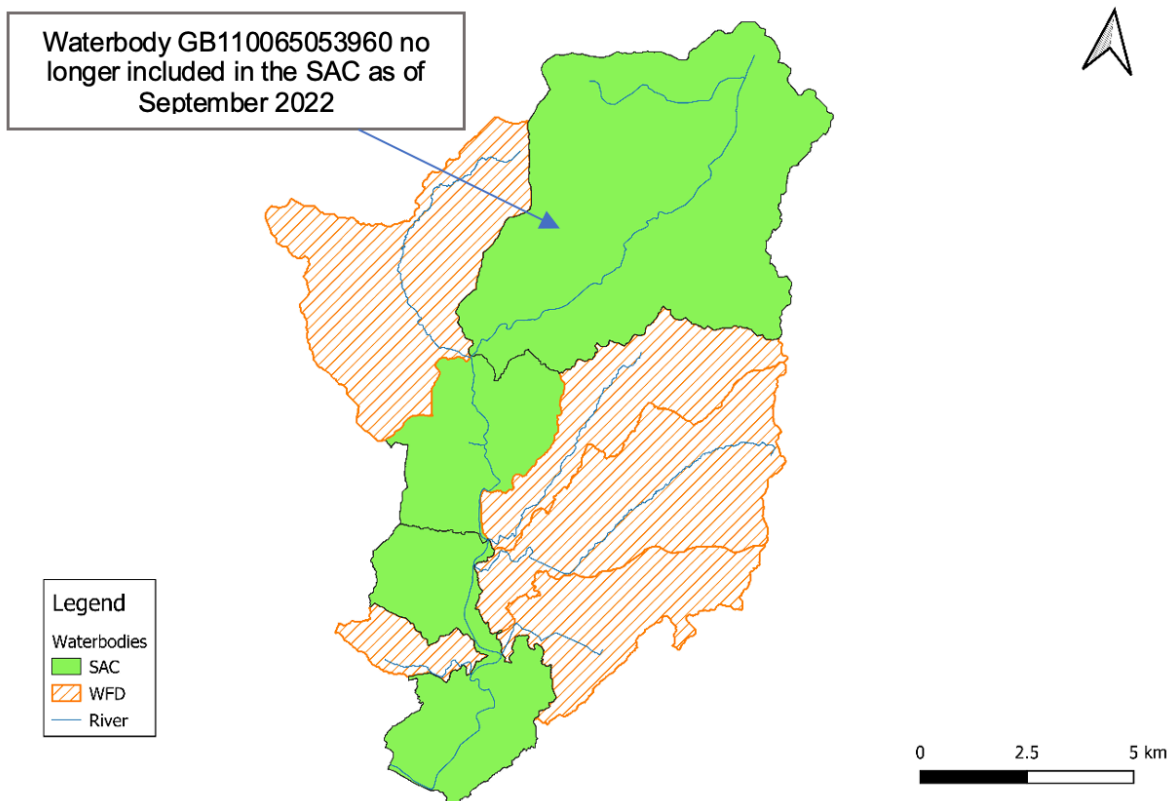 Waterbody GB110065053960 no
longer included in the SAC as of
September 2022
Legend
Waterbodies
SAC
WFD
River
0 2.5 5 km